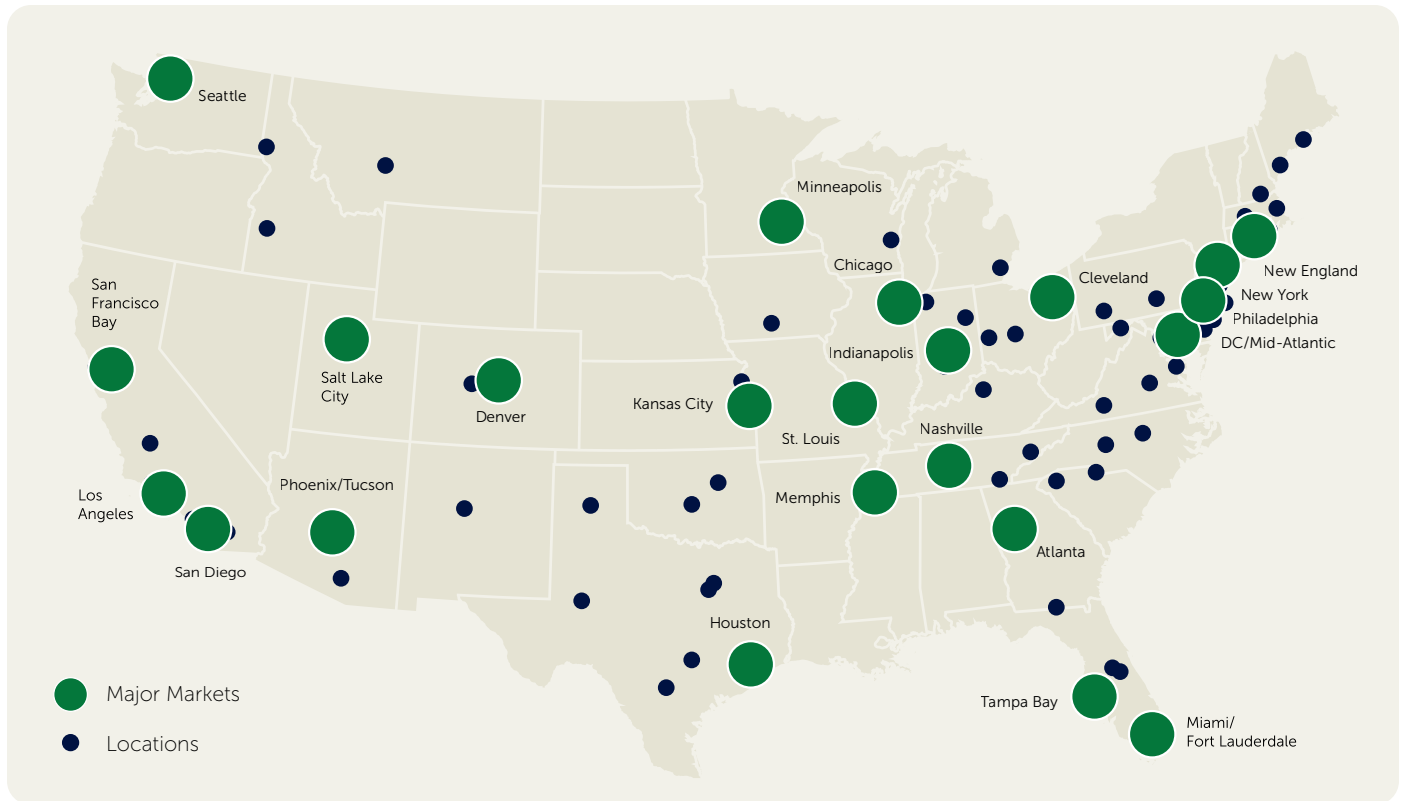 Seattle
Minneapolis
Chicago
Cleveland
New England
San
Francisco
Bay
New York
Philadelphia
DC/Mid-Atlantic
Indianapolis
Salt Lake
City
Denver
Kansas City
St. Louis
Nashville
Phoenix/Tucson
Los
Angeles
Memphis
San Diego
Atlanta
Houston
Major Markets
Tampa Bay
Miami/
Fort Lauderdale
Locations